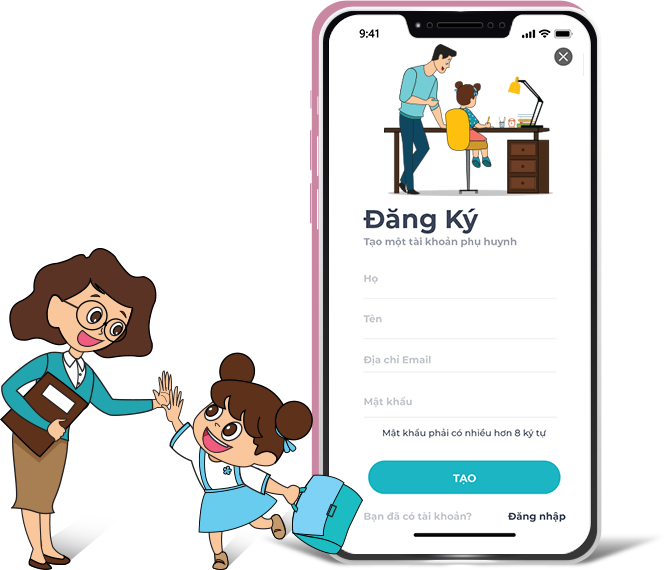 9:41
Đăng Ký
Tạo một tài khoản phụ huynh
Họ
Tên
Địa chỉ Email
Mật khẩu
Mật khẩu phải có nhiều hơn 8 ký tự
TẠO
Bạn đã có tài khoản? Đăng nhập